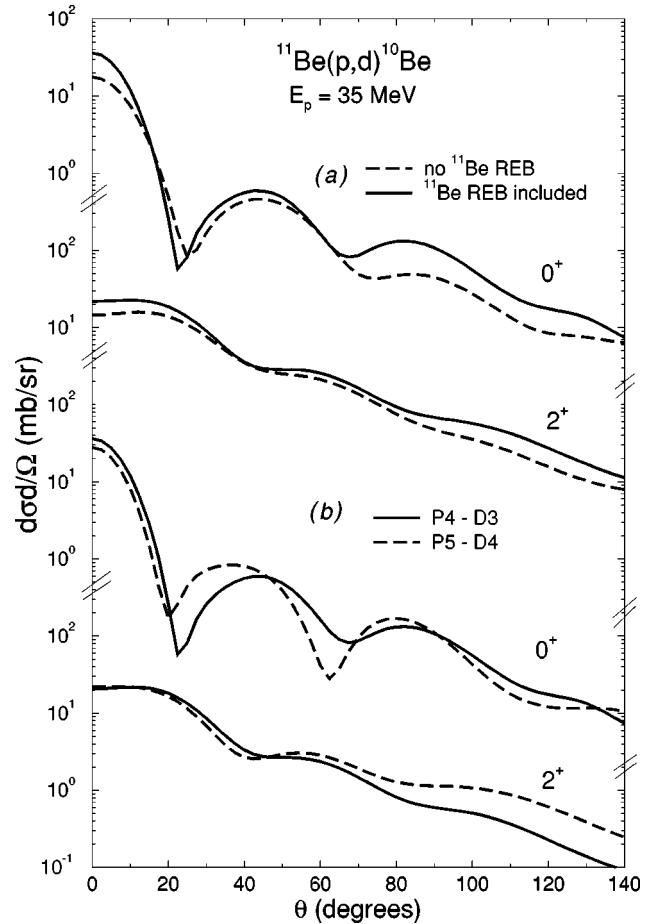 ¹¹Be(p,d)¹⁰Be
E_p = 35 MeV
(a)
no ¹¹Be REB
¹¹Be REB included
0⁺
2⁺
(b)
P4 - D3
P5 - D4
0⁺
2⁺
10²
10¹
10⁰
10²
10¹
10²
10¹
10⁰
10²
10¹
10⁰
10⁻¹
dσd/Ω (mb/sr)
0 20 40 60 80 100 120 140
θ (degrees)